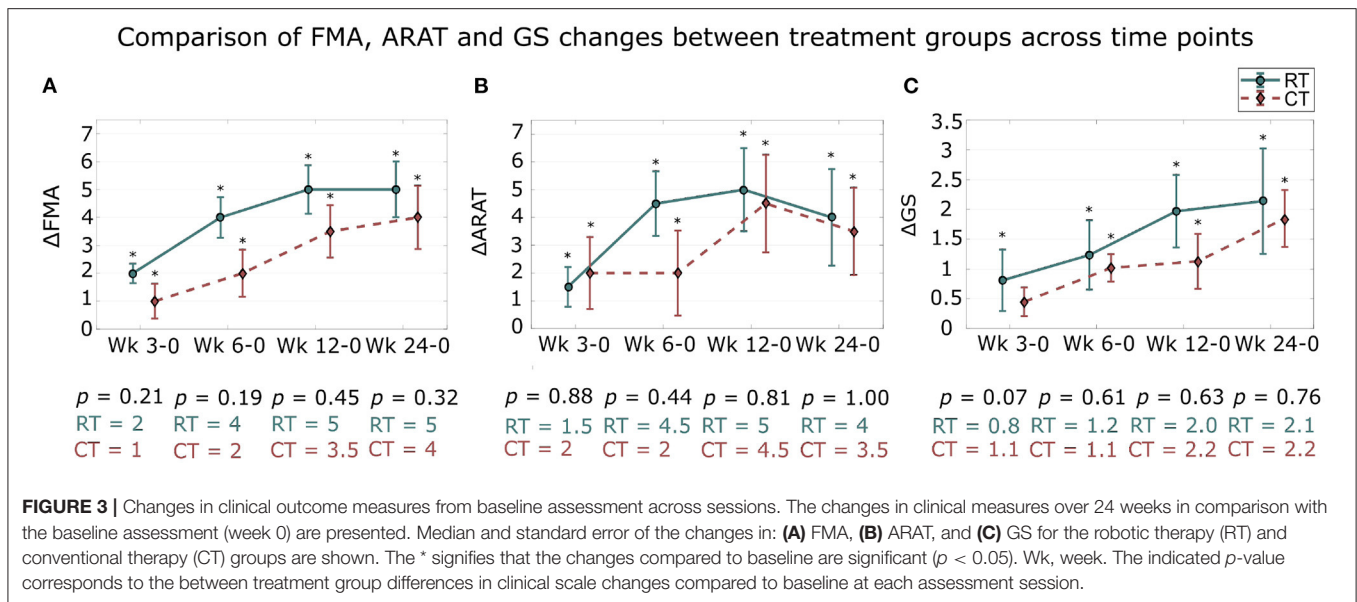 Comparison of FMA, ARAT and GS changes between treatment groups across time points
RT
CT
A
ΔFMA
7
6
5
4
3
2
1
0
* * * * * * * *
Wk 3-0 Wk 6-0 Wk 12-0 Wk 24-0
p = 0.21 p = 0.19 p = 0.45 p = 0.32
RT = 2 RT = 4 RT = 5 RT = 5
CT = 1 CT = 2 CT = 3.5 CT = 4
B
ΔARAT
7
6
5
4
3
2
1
0
* * * * * * * *
Wk 3-0 Wk 6-0 Wk 12-0 Wk 24-0
p = 0.88 p = 0.44 p = 0.81 p = 1.00
RT = 1.5 RT = 4.5 RT = 5 RT = 4
CT = 2 CT = 2 CT = 4.5 CT = 3.5
C
ΔGS
3.5
3
2.5
2
1.5
1
0.5
0
* * * * * * *
Wk 3-0 Wk 6-0 Wk 12-0 Wk 24-0
p = 0.07 p = 0.61 p = 0.63 p = 0.76
RT = 0.8 RT = 1.2 RT = 2.0 RT = 2.1
CT = 1.1 CT = 1.1 CT = 2.2 CT = 2.2
FIGURE 3 | Changes in clinical outcome measures from baseline assessment across sessions. The changes in clinical measures over 24 weeks in comparison with
the baseline assessment (week 0) are presented. Median and standard error of the changes in: (A) FMA, (B) ARAT, and (C) GS for the robotic therapy (RT) and
conventional therapy (CT) groups are shown. The * signifies that the changes compared to baseline are significant (p < 0.05). Wk, week. The indicated p-value
corresponds to the between treatment group differences in clinical scale changes compared to baseline at each assessment session.